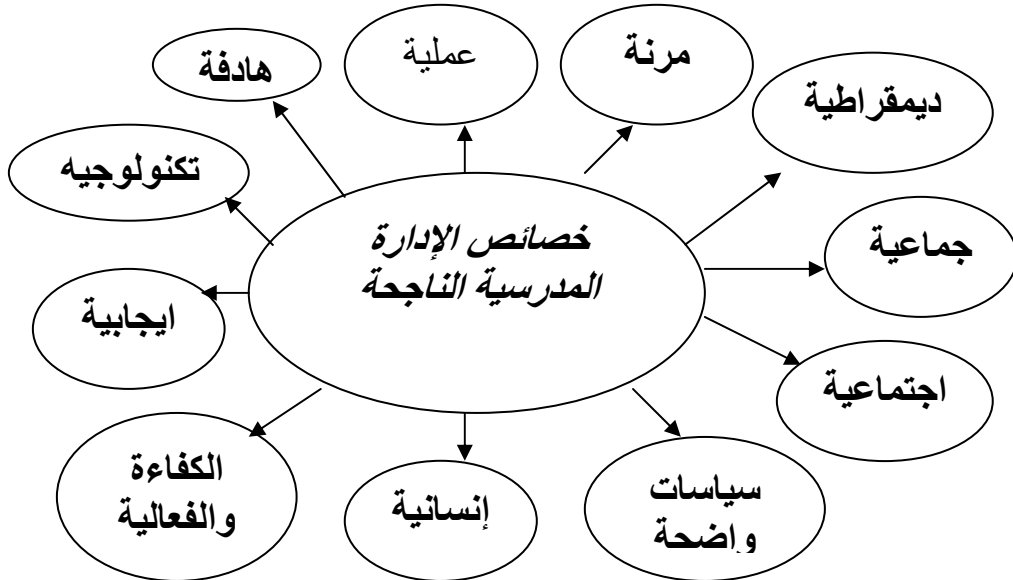 خصائص الإدارة
المدرسية الناجحة
هادفة
عملية
مرنة
ديمقراطية
جماعية
اجتماعية
سياسات
واضحة
إنسانية
الكفاءة
والفعالية
ايجابية
تكنولوجيه